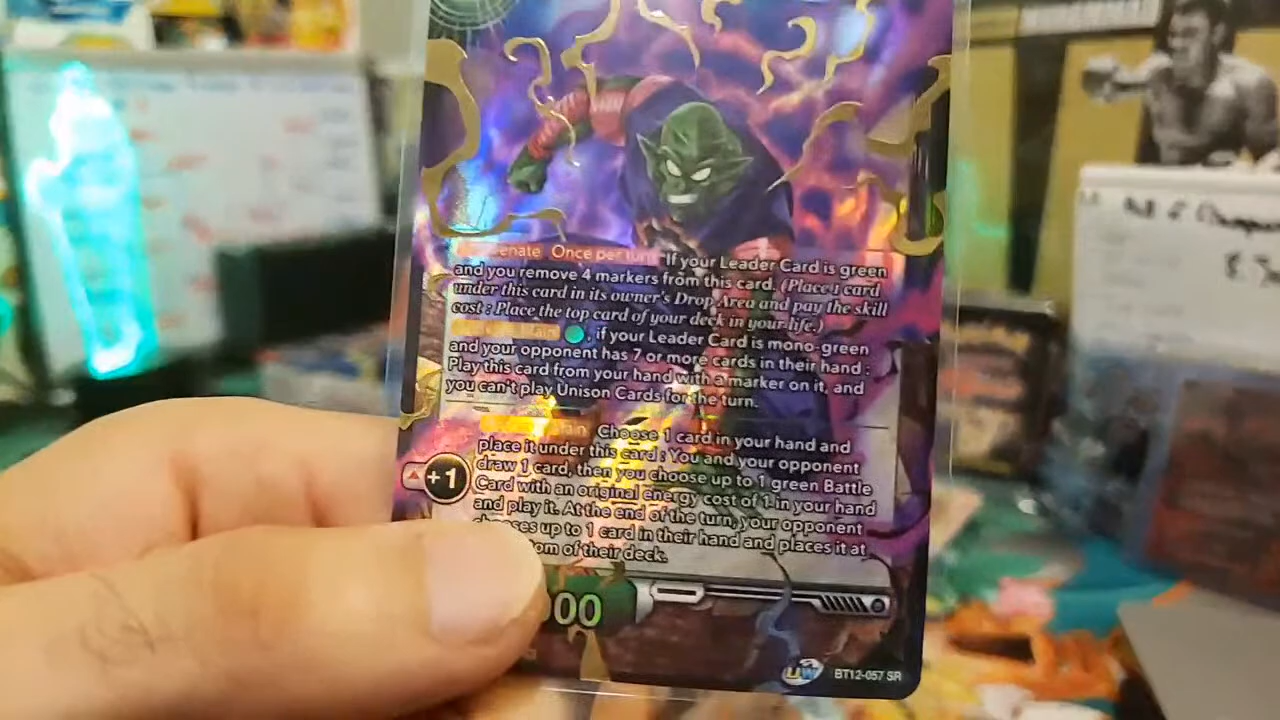 Once per turn If your Leader Card is green
and you remove 4 markers from this card. (Place 1 card
under this card in its owner's Drop Area and pay the skill
cost : Place the top card of your deck in your life.)
Main , if your Leader Card is mono-green
and your opponent has 7 or more cards in their hand :
Play this card from your hand with a marker on it, and
you can't play Unison Cards for the turn.
Main Choose 1 card in your hand and
place it under this card : You and your opponent
draw 1 card, then you choose up to 1 green Battle
+1 Card with an original energy cost of 1 in your hand
and play it. At the end of the turn, your opponent
chooses up to 1 card in their hand and places it at
of their deck.
000
UW BT12-057 SR